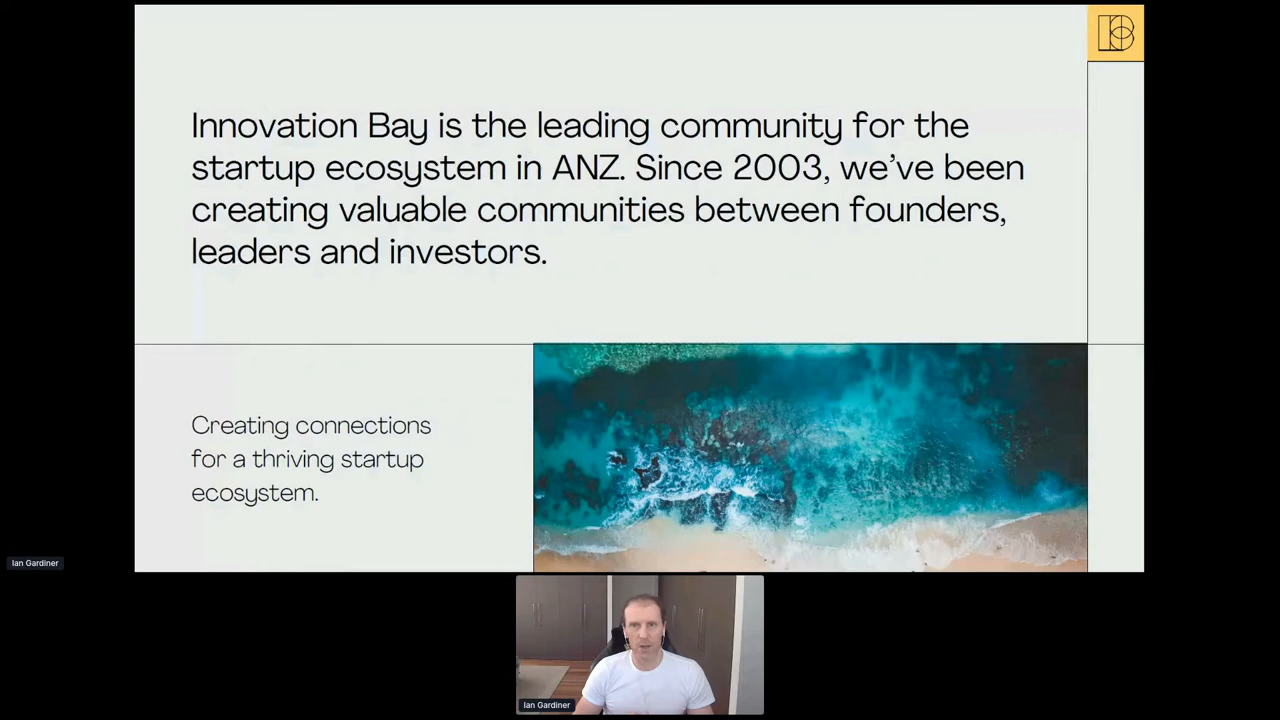 Innovation Bay is the leading community for the
startup ecosystem in ANZ. Since 2003, we’ve been
creating valuable communities between founders,
leaders and investors.
Creating connections
for a thriving startup
ecosystem.
Ian Gardiner
Ian Gardiner